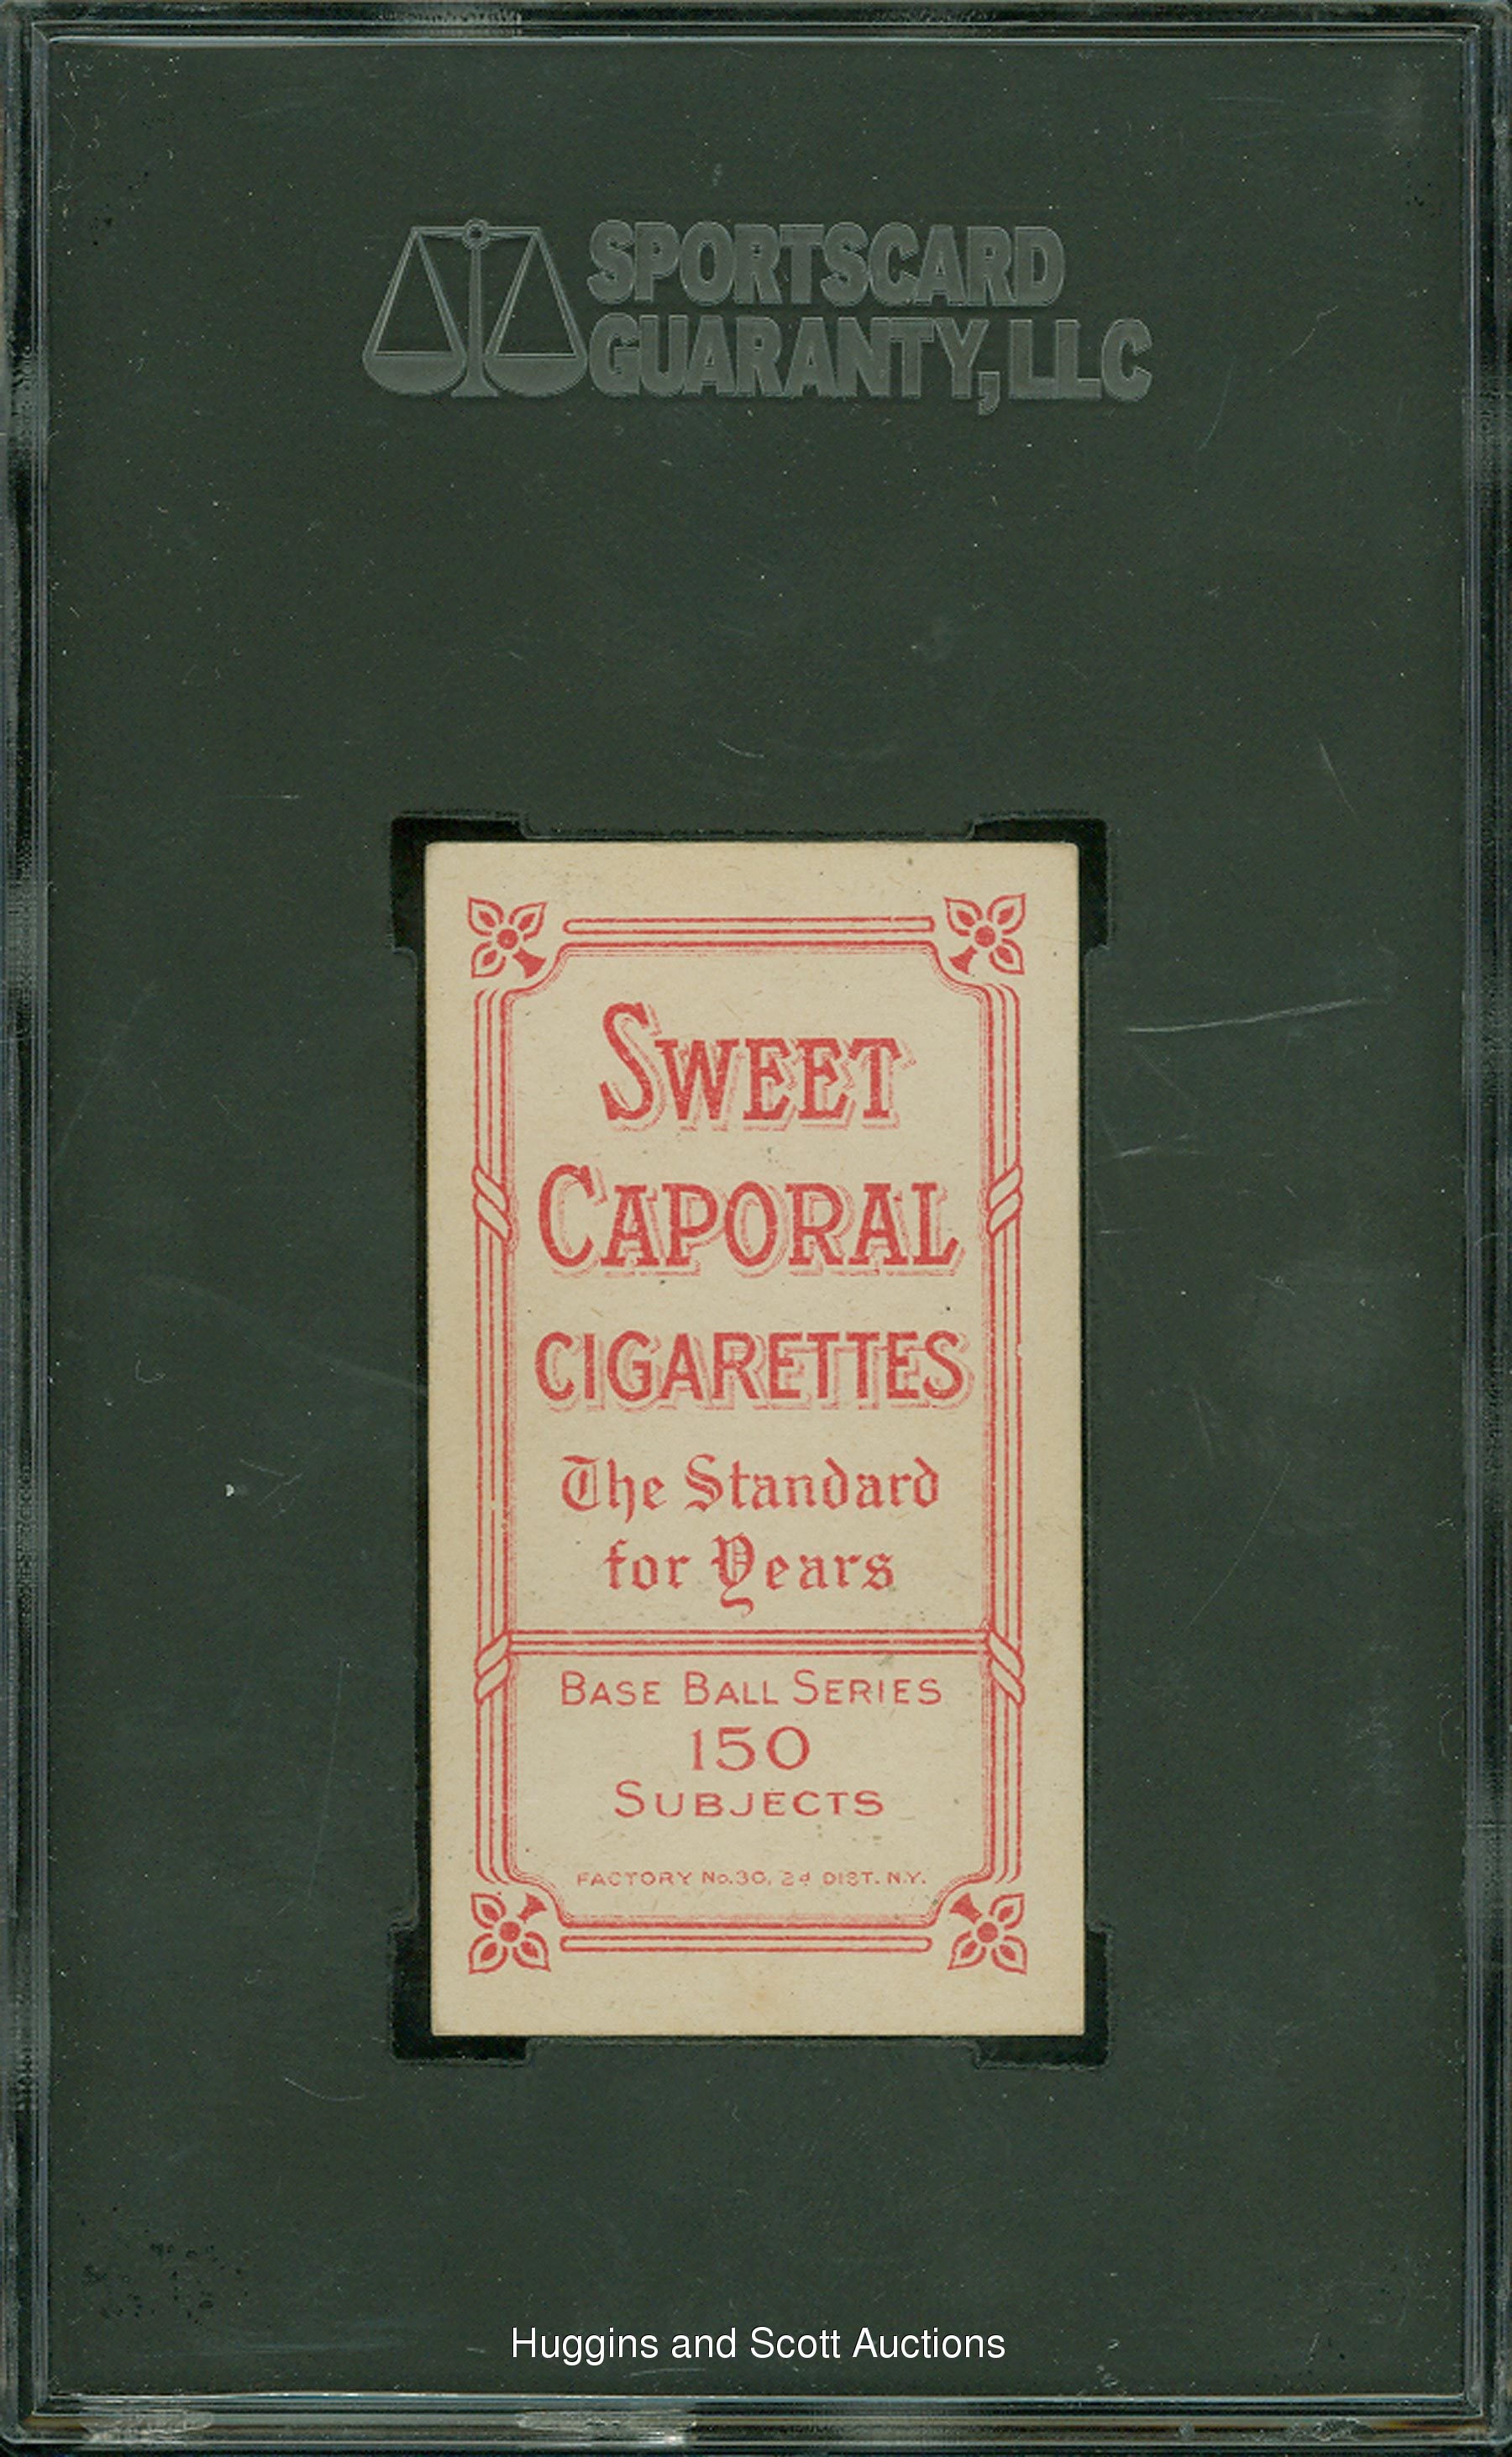 SPORTSCARD
GUARANTY, LLC
SWEET
CAPORAL
CIGARETTES
The Standard
for Years
BASE BALL SERIES
150
SUBJECTS
FACTORY No. 30, 2d DIST. N.Y.
Huggins and Scott Auctions